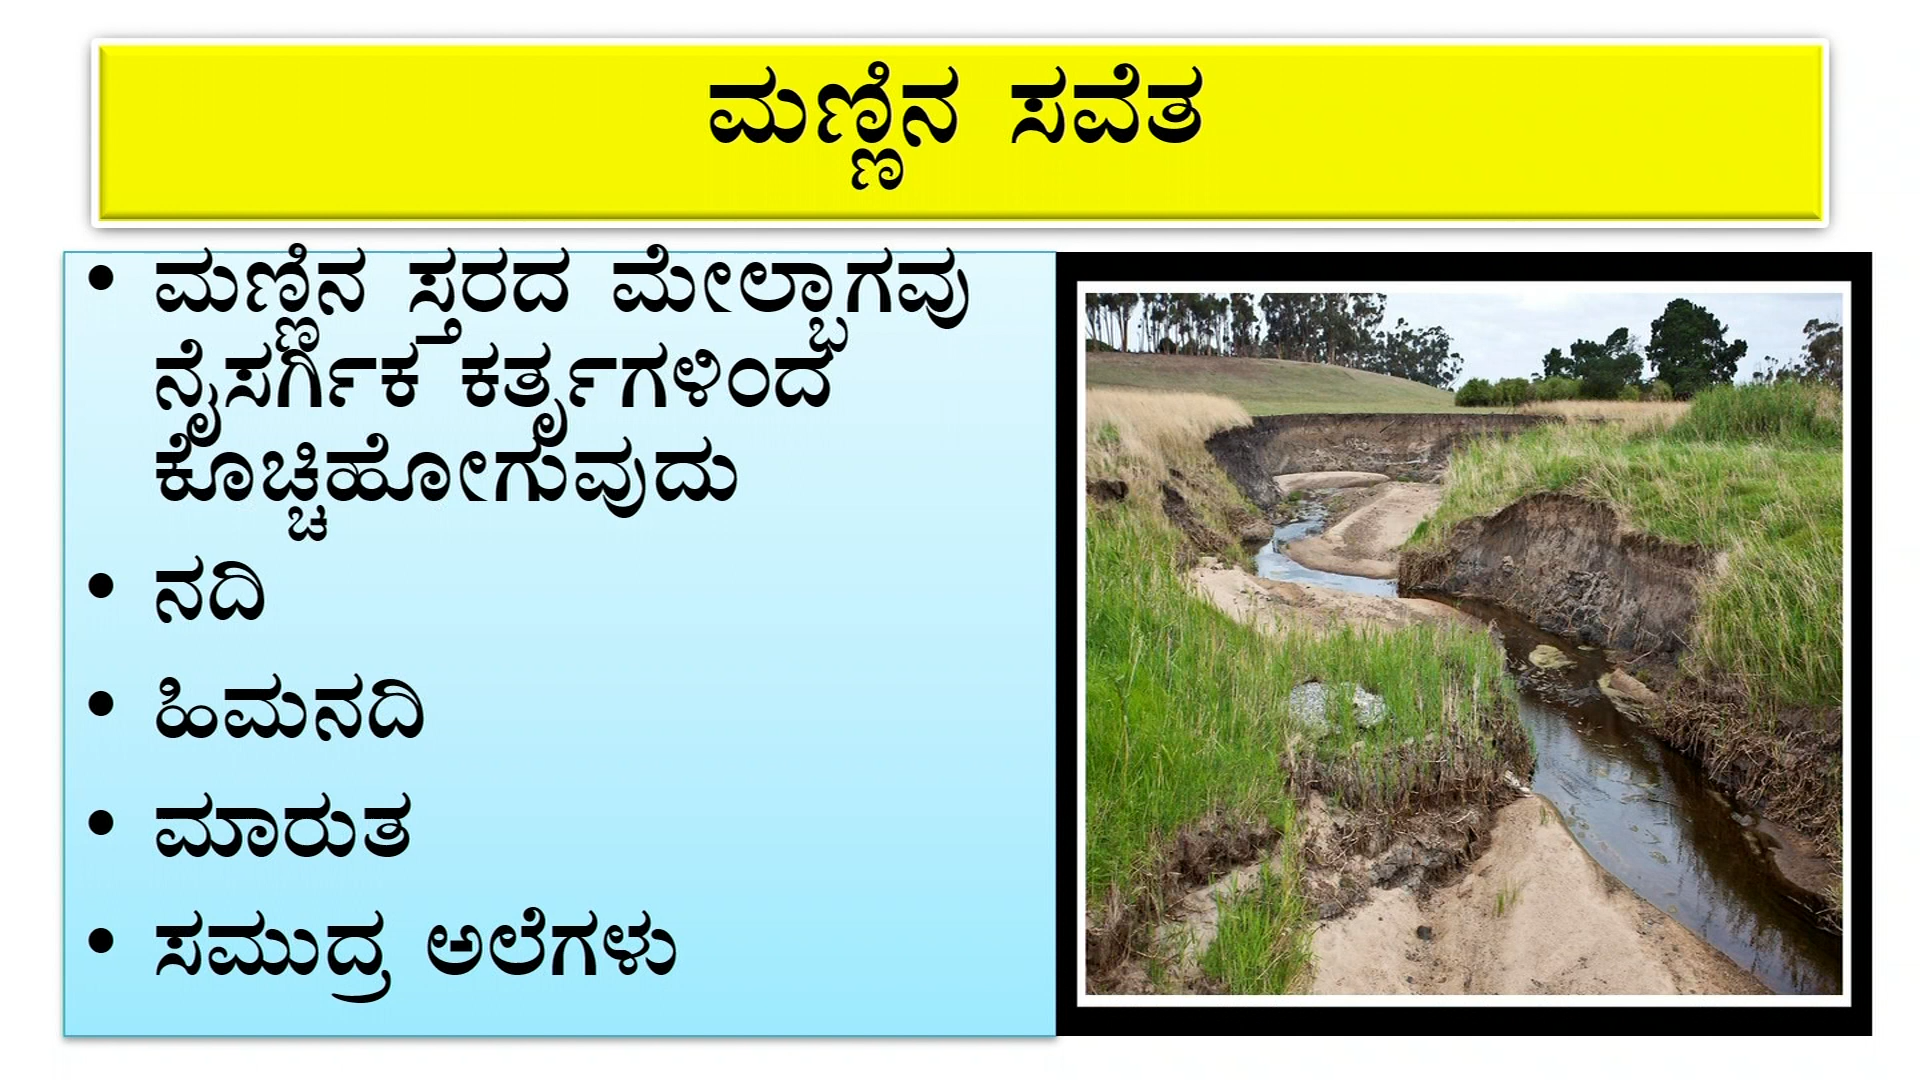 ಮಣ್ಣಿನ ಸವೆತ
• ಮಣ್ಣಿನ ಸ್ತರದ ಮೇಲ್ಭಾಗವು
ನೈಸರ್ಗಿಕ ಕರ್ತೃಗಳಿಂದ
ಕೊಚ್ಚಿಹೋಗುವುದು
• ನದಿ
• ಹಿಮನದಿ
• ಮಾರುತ
• ಸಮುದ್ರ ಅಲೆಗಳು